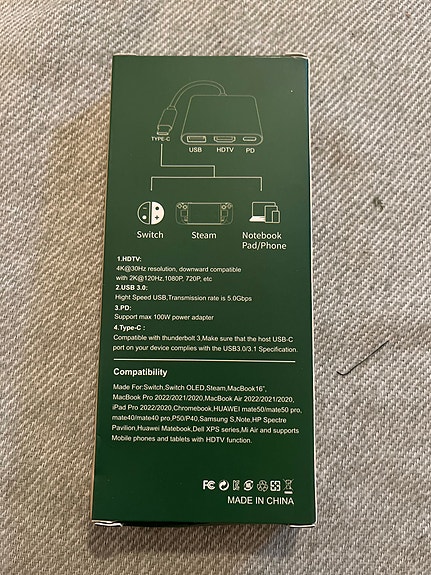 TYPE-C
USB HDTV PD
Switch Steam Notebook
Pad/Phone
1.HDTV:
4K@30Hz resolution, downward compatible
with 2K@120Hz,1080P, 720P, etc
2.USB 3.0:
Hight Speed USB,Transmission rate is 5.0Gbps
3.PD:
Support max 100W power adapter
4.Type-C :
Compatible with thunderbolt 3,Make sure that the host USB-C
port on your device complies with the USB3.0/3.1 Specification.
Compatibility
Made For:Switch,Switch OLED,Steam,MacBook16",
MacBook Pro 2022/2021/2020,MacBook Air 2022/2021/2020,
iPad Pro 2022/2020,Chromebook,HUAWEI mate50/mate50 pro,
mate40/mate40 pro,P50/P40,Samsung S,Note,HP Spectre
Pavilion,Huawei Matebook,Dell XPS series,Mi Air and supports
Mobile phones and tablets with HDTV function.
FC CE
MADE IN CHINA